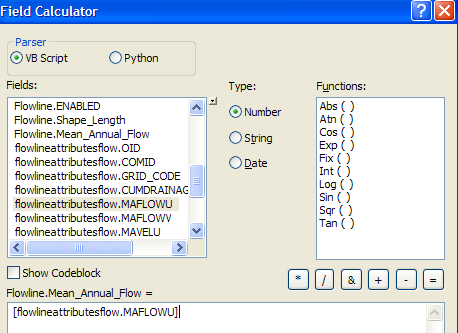 Field Calculator
Parser
VB Script
Python
Fields:
Type:
Functions:
Flowline.ENABLED
Flowline.Shape_Length
Flowline.Mean_Annual_Flow
flowlineattributesflow.OID
flowlineattributesflow.COMID
flowlineattributesflow.GRID_CODE
flowlineattributesflow.CUMDRAINAG
flowlineattributesflow.MAFLOWU
flowlineattributesflow.MAFLOWV
flowlineattributesflow.MAVELU
Number
String
Date
Abs ( )
Atn ( )
Cos ( )
Exp ( )
Fix ( )
Int ( )
Log ( )
Sin ( )
Sqr ( )
Tan ( )
Show Codeblock
* / & + - =
Flowline.Mean_Annual_Flow =
[flowlineattributesflow.MAFLOWU]